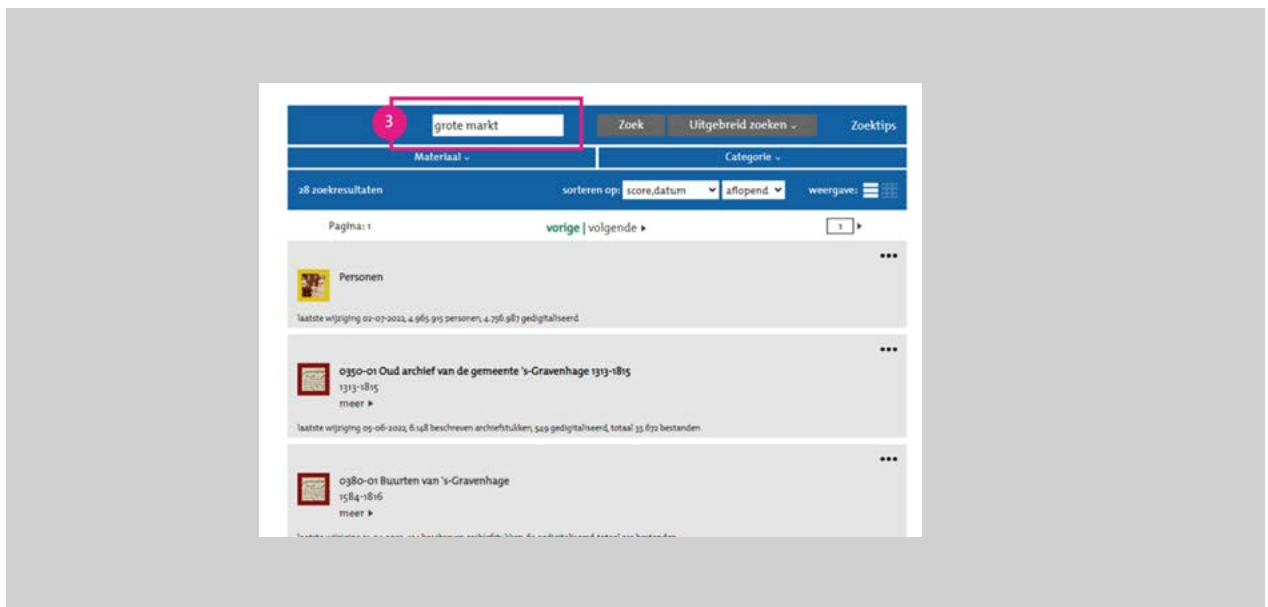 3
grote markt
Zoek
Uitgebreid zoeken
Zoektips
Materiaal
Categorie
28 zoekresultaten
sorteren op: score,datum aflopend
weergave:
Pagina: 1
vorige | volgende
1
Personen
laatste wijziging 02-07-2022, 4.965.915 personen, 4.756.987 gedigitaliseerd
0350-01 Oud archief van de gemeente 's-Gravenhage 1313-1815
1313-1815
meer
laatste wijziging 05-06-2022, 6.148 beschreven archiefstukken, 549 gedigitaliseerd, totaal 33.672 bestanden
0380-01 Buurten van 's-Gravenhage
1584-1816
meer